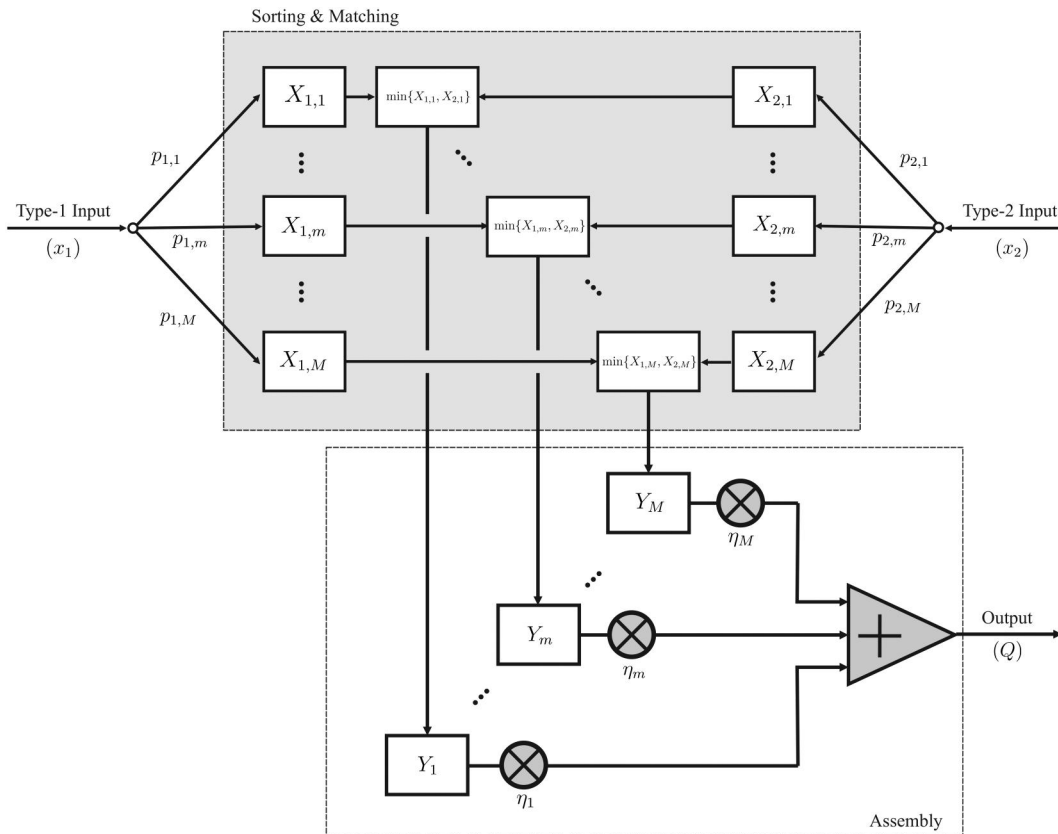 Sorting & Matching
X_{1,1}
min{X_{1,1}, X_{2,1}}
X_{2,1}
p_{1,1}
p_{2,1}
Type-1 Input
(x_1)
p_{1,m}
X_{1,m}
min{X_{1,m}, X_{2,m}}
X_{2,m}
p_{2,m}
Type-2 Input
(x_2)
p_{1,M}
p_{2,M}
X_{1,M}
min{X_{1,M}, X_{2,M}}
X_{2,M}
Y_M
η_M
Y_m
η_m
Output
(Q)
Y_1
η_1
Assembly